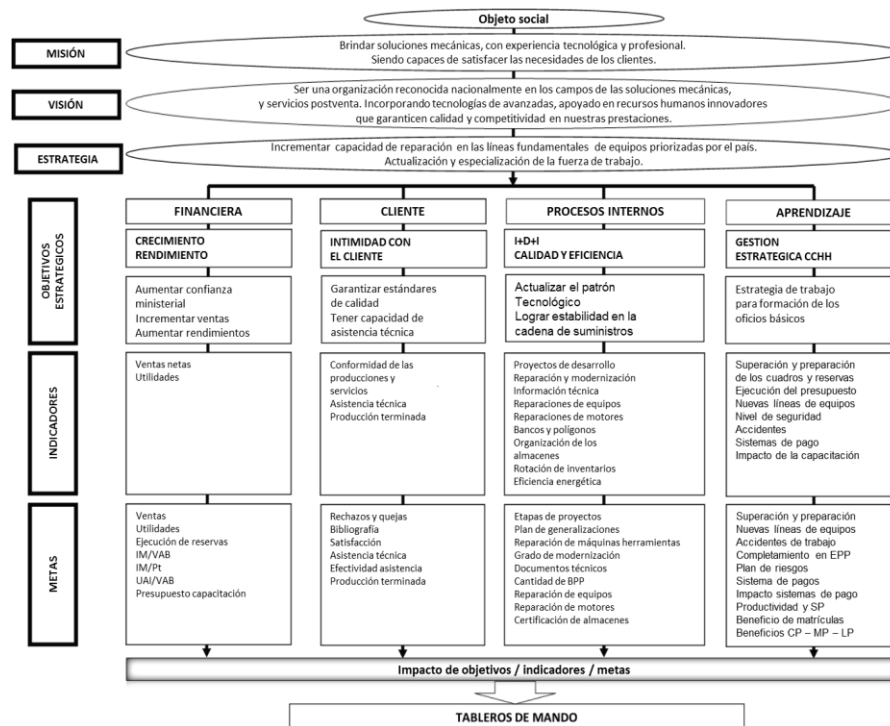 Objeto social
MISIÓN
Brindar soluciones mecánicas, con experiencia tecnológica y profesional.
Siendo capaces de satisfacer las necesidades de los clientes.
VISIÓN
Ser una organización reconocida nacionalmente en los campos de las soluciones mecánicas,
y servicios postventa. Incorporando tecnologías de avanzadas, apoyado en recursos humanos innovadores
que garanticen calidad y competitividad en nuestras prestaciones.
ESTRATEGIA
Incrementar capacidad de reparación en las líneas fundamentales de equipos priorizadas por el país.
Actualización y especialización de la fuerza de trabajo.
OBJETIVOS
ESTRATEGICOS
FINANCIERA
CRECIMIENTO
RENDIMIENTO
Aumentar confianza
ministerial
Incrementar ventas
Aumentar rendimientos
CLIENTE
INTIMIDAD CON
EL CLIENTE
Garantizar estándares
de calidad
Tener capacidad de
asistencia técnica
PROCESOS INTERNOS
I+D+I
CALIDAD Y EFICIENCIA
Actualizar el patrón
Tecnológico
Lograr estabilidad en la
cadena de suministros
APRENDIZAJE
GESTION
ESTRATEGICA CCHH
Estrategia de trabajo
para formación de los
oficios básicos
INDICADORES
Ventas netas
Utilidades
Conformidad de las
producciones y
servicios
Asistencia técnica
Producción terminada
Proyectos de desarrollo
Reparación y modernización
Información técnica
Reparaciones de equipos
Reparaciones de motores
Bancos y polígonos
Organización de los
almacenes
Rotación de inventarios
Eficiencia energética
Superación y preparación
de los cuadros y reservas
Ejecución del presupuesto
Nuevas líneas de equipos
Nivel de seguridad
Accidentes
Sistemas de pago
Impacto de la capacitación
METAS
Ventas
Utilidades
Ejecución de reservas
IM/VAB
IM/Pt
UAI/VAB
Presupuesto capacitación
Rechazos y quejas
Bibliografía
Satisfacción
Asistencia técnica
Efectividad asistencia
Producción terminada
Etapas de proyectos
Plan de generalizaciones
Reparación de máquinas herramientas
Grado de modernización
Documentos técnicos
Cantidad de BPP
Reparación de equipos
Reparación de motores
Certificación de almacenes
Superación y preparación
Nuevas líneas de equipos
Accidentes de trabajo
Completamiento en EPP
Plan de riesgos
Sistema de pagos
Impacto sistemas de pago
Productividad y SP
Beneficio de matrículas
Beneficios CP – MP – LP
Impacto de objetivos / indicadores / metas
TABLEROS DE MANDO